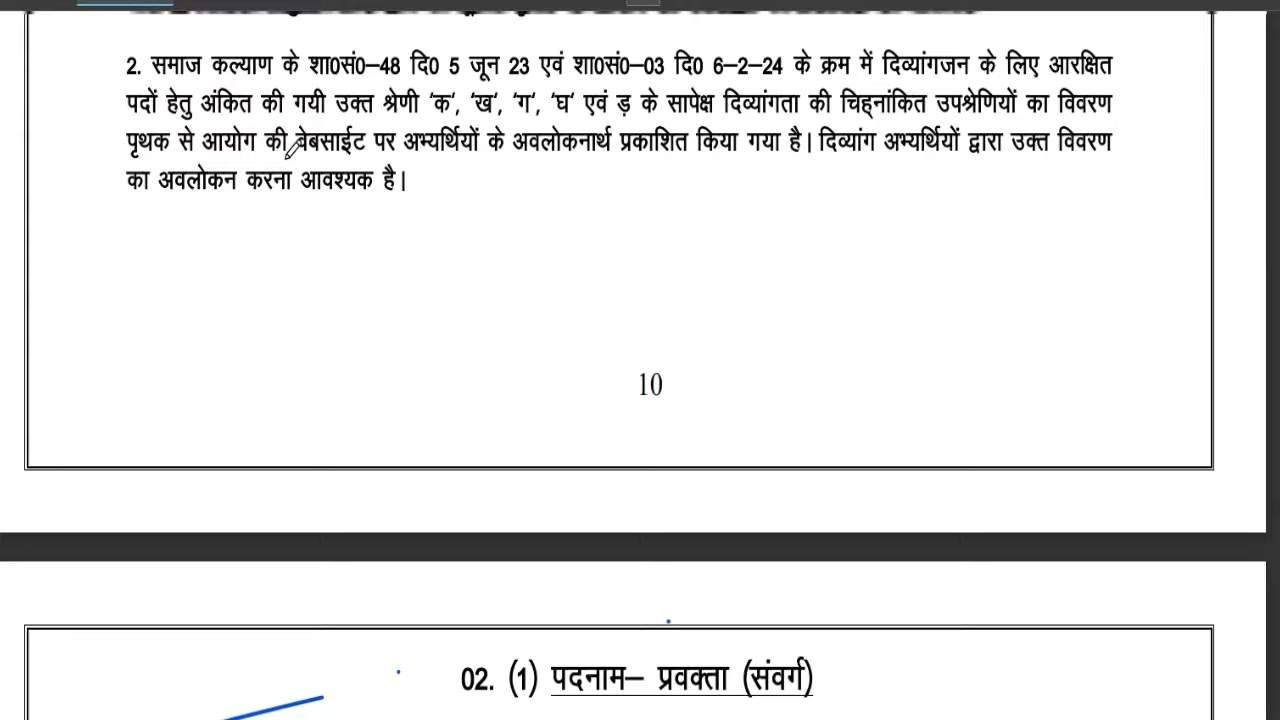 2. समाज कल्याण के शा0सं0–48 दि0 5 जून 23 एवं शा0सं0–03 दि0 6–2–24 के क्रम में दिव्यांगजन के लिए आरक्षित
पदों हेतु अंकित की गयी उक्त श्रेणी ‘क‘, ‘ख‘, ‘ग‘, ‘घ‘ एवं ड़ के सापेक्ष दिव्यांगता की चिह्नांकित उपश्रेणियों का विवरण
पृथक से आयोग की वेबसाईट पर अभ्यर्थियों के अवलोकनार्थ प्रकाशित किया गया है। दिव्यांग अभ्यर्थियों द्वारा उक्त विवरण
का अवलोकन करना आवश्यक है।
10
02. (1) पदनाम– प्रवक्ता (संवर्ग)